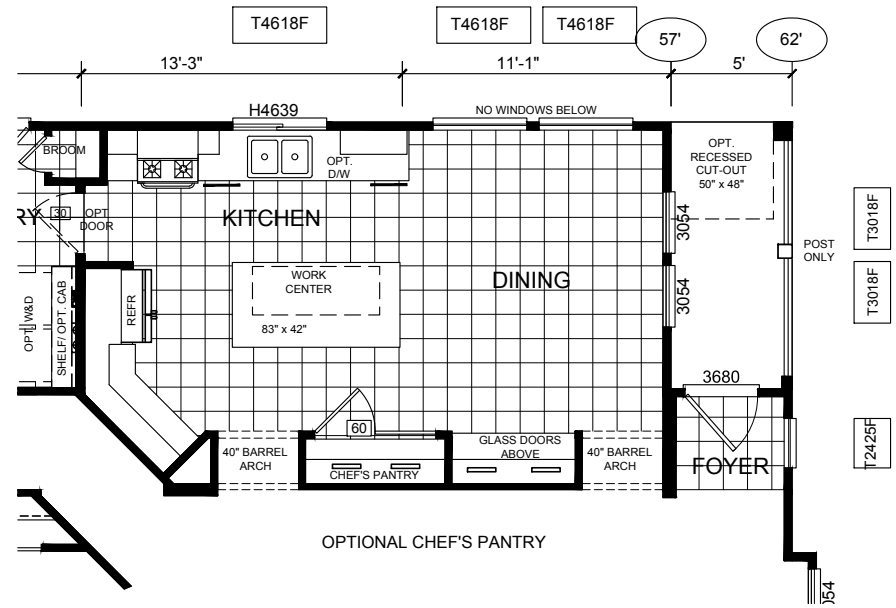 T4618F
T4618F
T4618F
57'
62'
13'-3"
11'-1"
5'
H4639
NO WINDOWS BELOW
BROOM
OPT.
D/W
OPT.
RECESSED
CUT-OUT
50" x 48"
RY
30
OPT.
DOOR
KITCHEN
3054
T3018F
POST
ONLY
WORK
CENTER
DINING
3054
T3018F
OPT. W&D
SHELF/ OPT. CAB
REFR
83" x 42"
3680
60
40" BARREL
ARCH
CHEF'S PANTRY
GLASS DOORS
ABOVE
40" BARREL
ARCH
FOYER
T2425F
OPTIONAL CHEF'S PANTRY
054